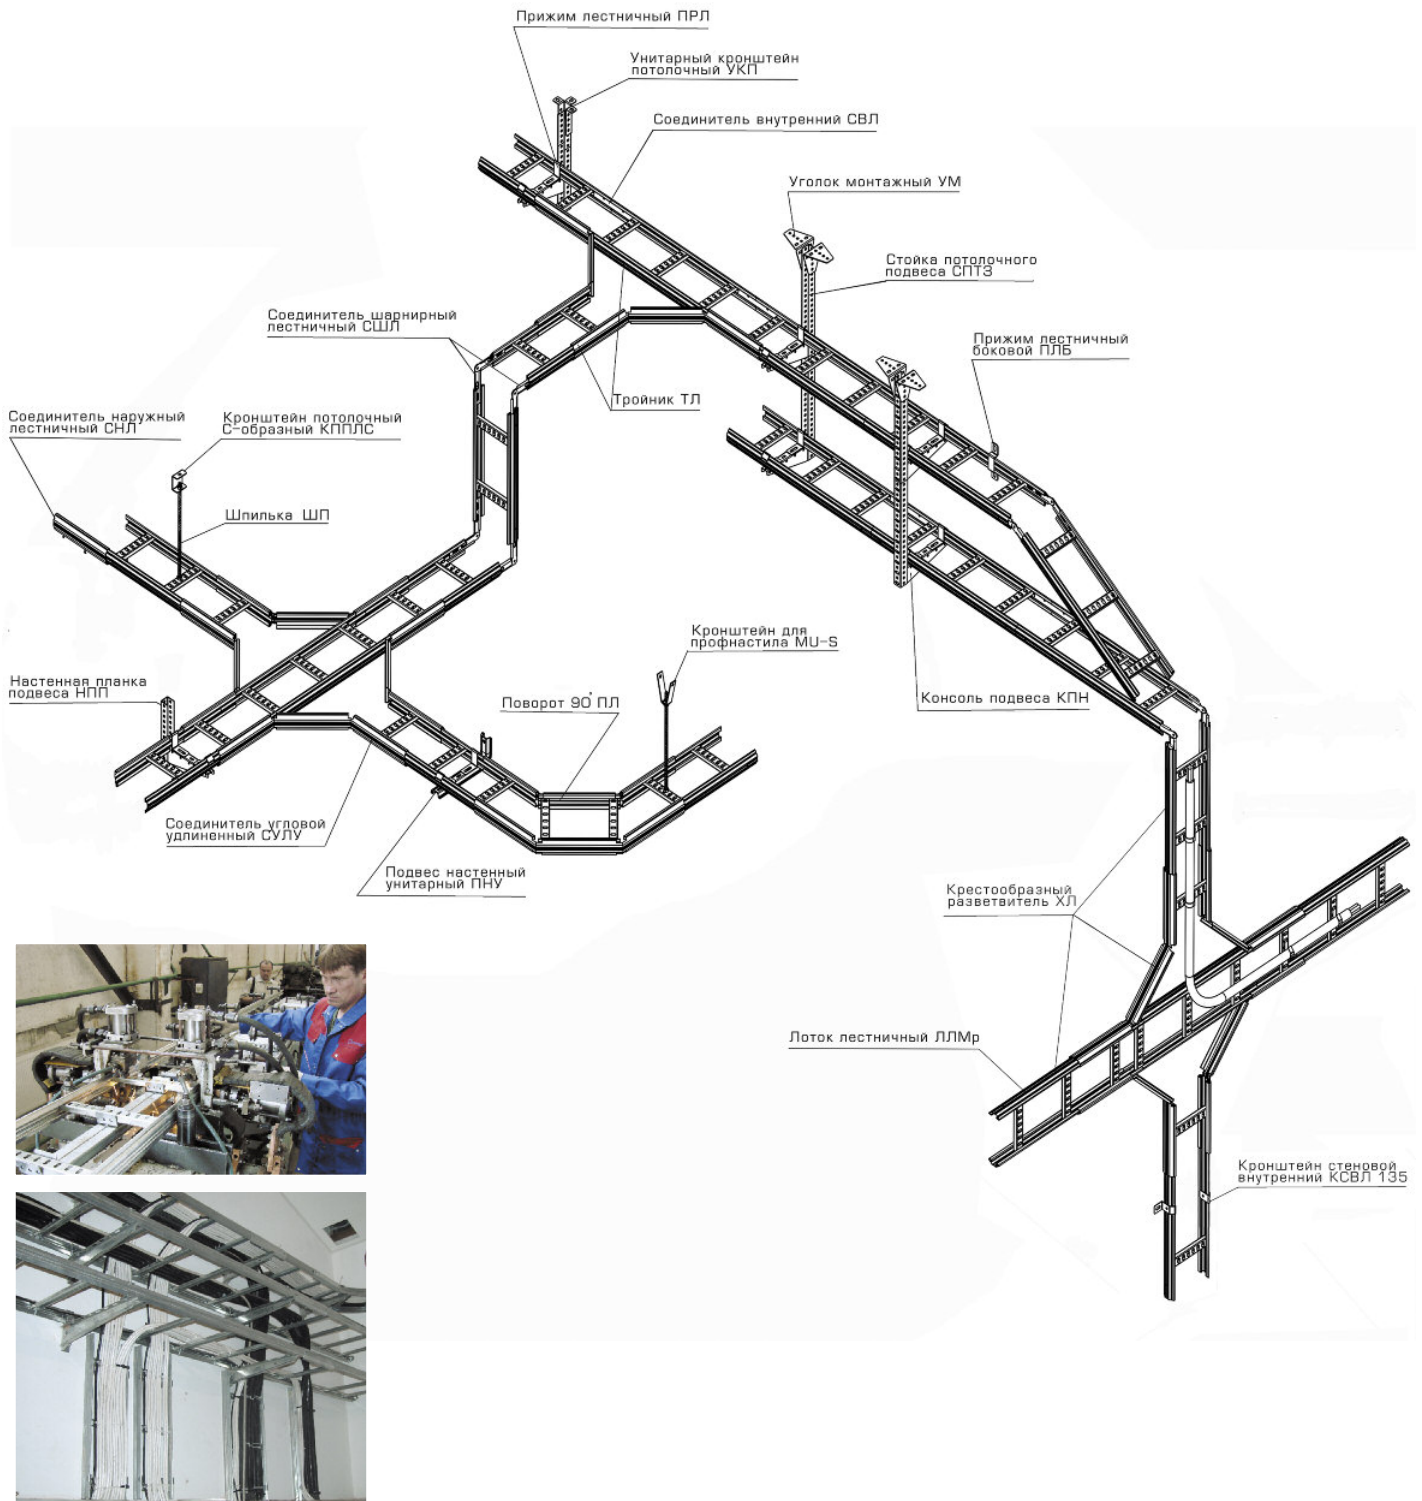 Прижим лестничный ПРЛ
Унитарный кронштейн
потолочный УКП
Соединитель внутренний СВЛ
Уголок монтажный УМ
Стойка потолочного
подвеса СПТЗ
Соединитель шарнирный
лестничный СШЛ
Прижим лестничный
боковой ПЛБ
Тройник ТЛ
Соединитель наружный
лестничный СНЛ
Кронштейн потолочный
С-образный КППЛС
Шпилька ШП
Кронштейн для
профнастила MU-S
Настенная планка
подвеса НПП
Поворот 90° ПЛ
Консоль подвеса КПН
Соединитель угловой
удлиненный СУЛУ
Подвес настенный
унитарный ПНУ
Крестообразный
разветвитель ХЛ
Лоток лестничный ЛЛМр
Кронштейн стеновой
внутренний КСВЛ 135